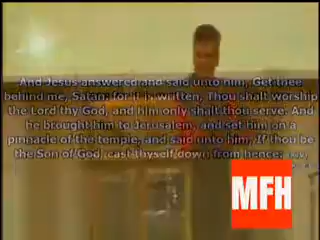 And Jesus answered and said unto him, Get thee
behind me, Satan: for it is written, Thou shalt worship
the Lord thy God, and him only shalt thou serve. And
he brought him to Jerusalem, and set him on a
pinnacle of the temple, and said unto him, If thou be
the Son of God, cast thyself down from hence:
MFH